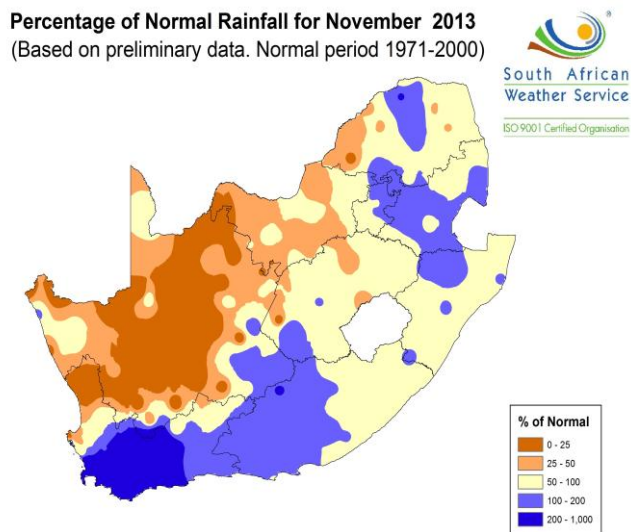 Percentage of Normal Rainfall for November 2013
(Based on preliminary data. Normal period 1971-2000)
®
South African
Weather Service
ISO 9001 Certified Organisation
% of Normal
0 - 25
25 - 50
50 - 100
100 - 200
200 - 1,000